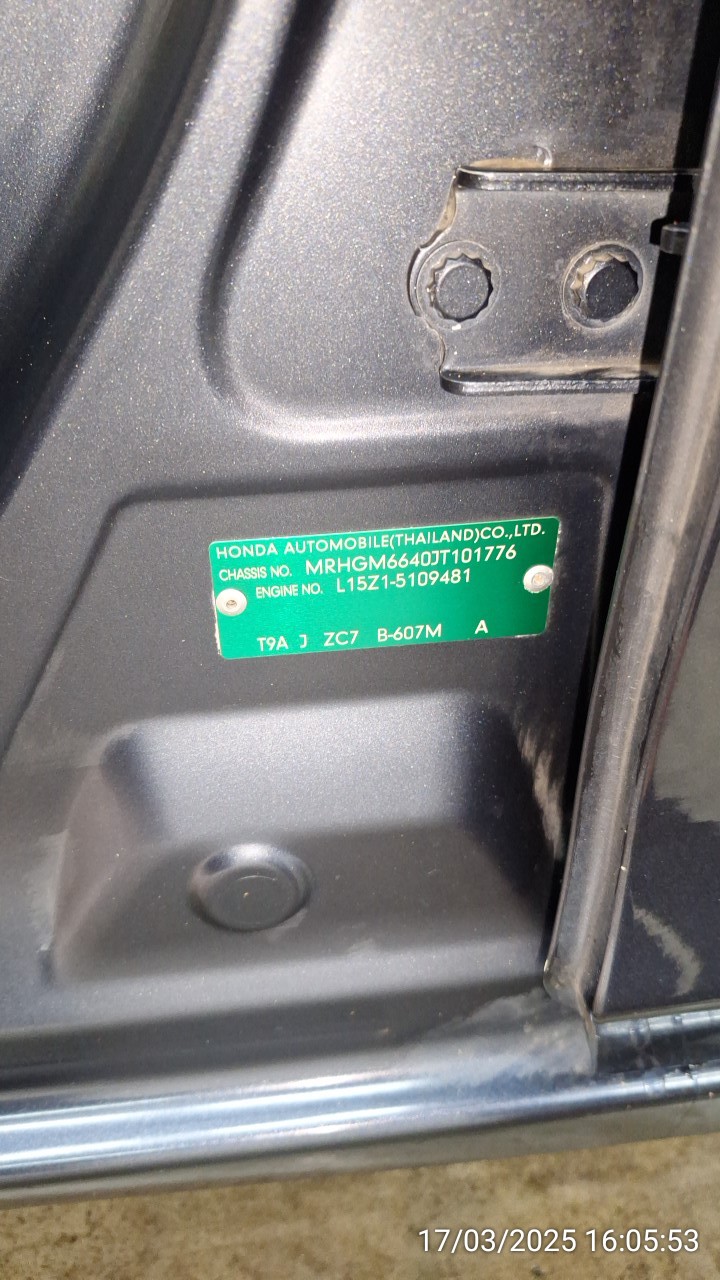 HONDA AUTOMOBILE(THAILAND)CO.,LTD.
CHASSIS NO. MRHGM6640JT101776
ENGINE NO. L15Z1-5109481
T9A J ZC7 B-607M A
17/03/2025 16:05:53